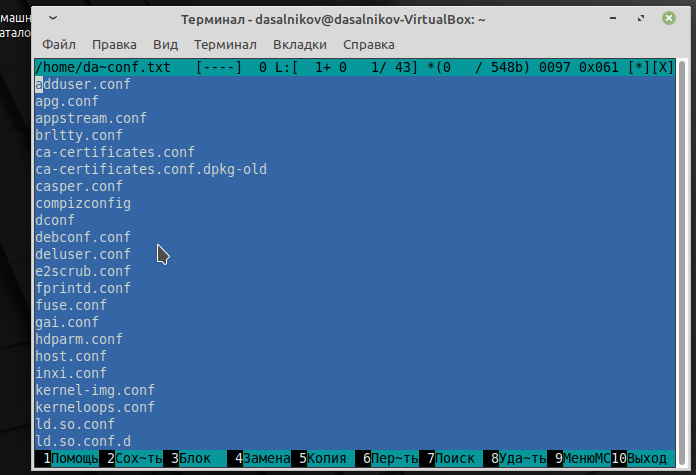 машн
Терминал - dasalnikov@dasalnikov-VirtualBox: ~
атало
Файл Правка Вид Терминал Вкладки Справка
/home/da~conf.txt [----] 0 L:[ 1+ 0 1/ 43] *(0 / 548b) 0097 0x061 [*][X]
adduser.conf
apg.conf
appstream.conf
brltty.conf
ca-certificates.conf
ca-certificates.conf.dpkg-old
casper.conf
compizconfig
dconf
debconf.conf
deluser.conf
e2scrub.conf
fprintd.conf
fuse.conf
gai.conf
hdparm.conf
host.conf
inxi.conf
kernel-img.conf
kerneloops.conf
ld.so.conf
ld.so.conf.d
1Помощь 2Сох~ть 3Блок 4Замена 5Копия 6Пер~ть 7Поиск 8Уда~ть 9МенюMC 10Выход